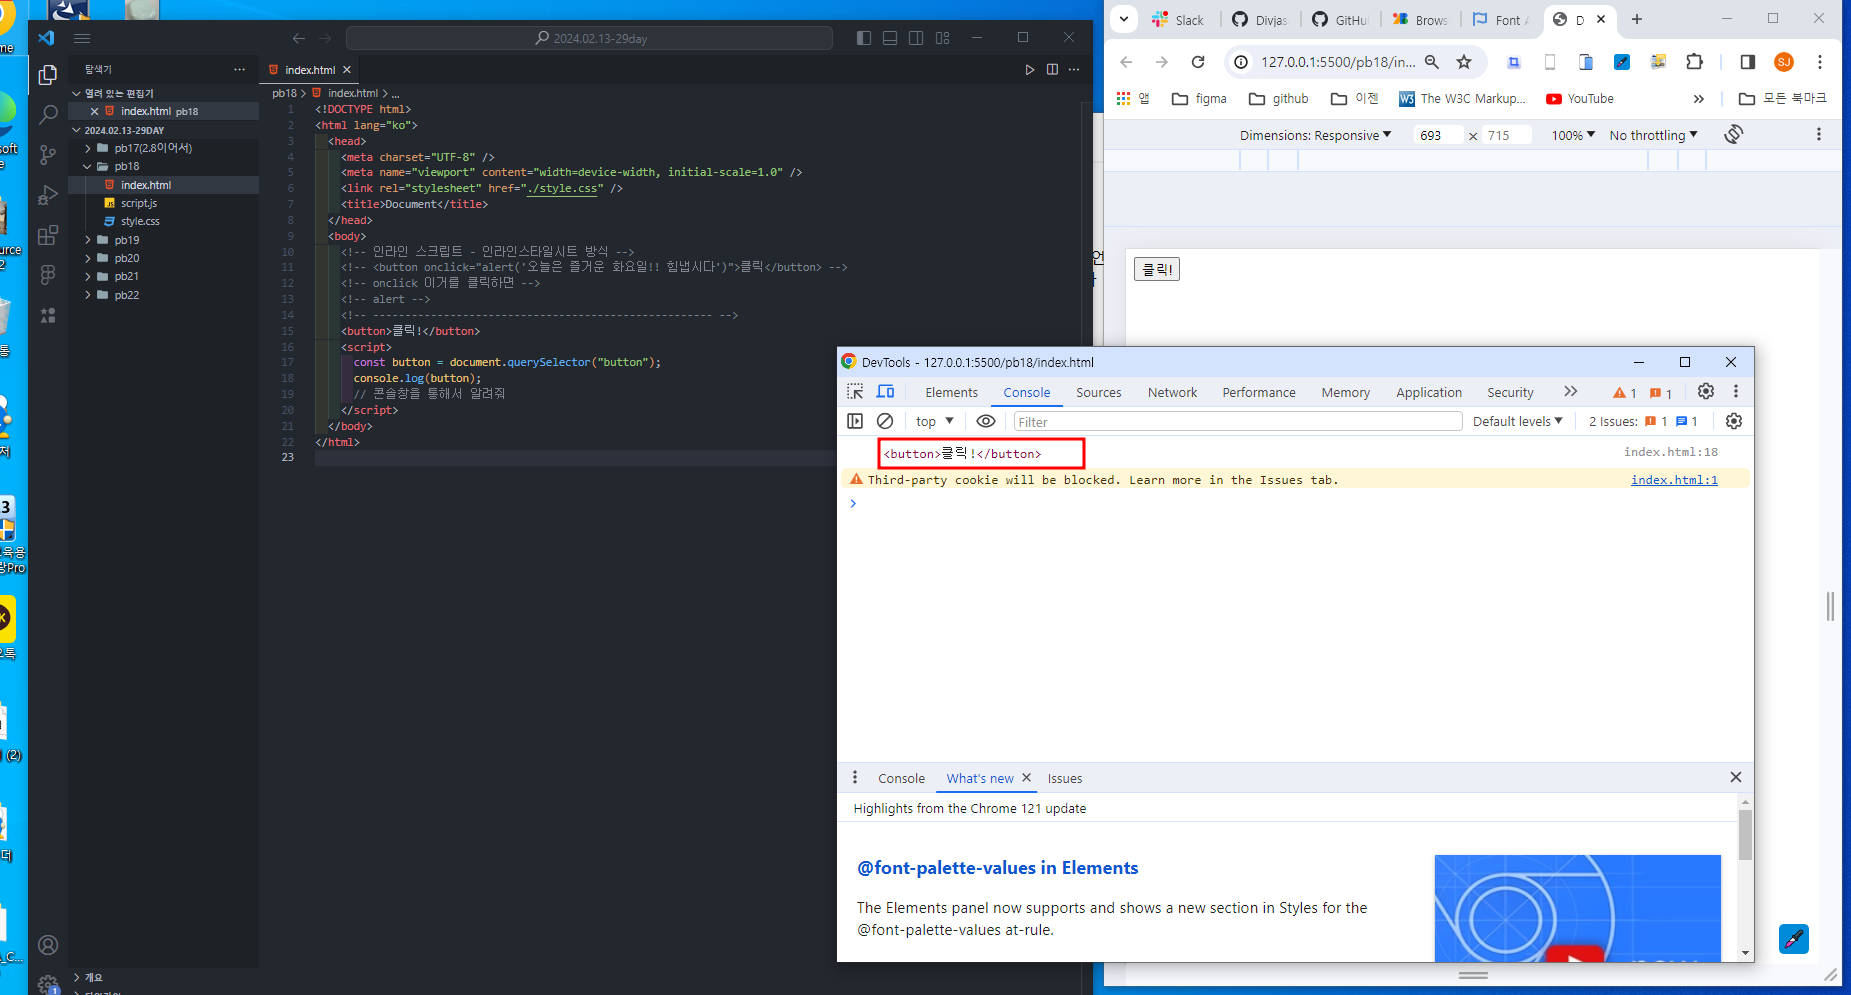 2024.02.13-29day
탐색기
열려 있는 편집기
index.html pb18
2024.02.13-29DAY
pb17(2.8이어서)
pb18
index.html
script.js
style.css
pb19
pb20
pb21
pb22
개요
index.html
pb18 > index.html > ...
1 <!DOCTYPE html>
2 <html lang="ko">
3 <head>
4 <meta charset="UTF-8" />
5 <meta name="viewport" content="width=device-width, initial-scale=1.0" />
6 <link rel="stylesheet" href="./style.css" />
7 <title>Document</title>
8 </head>
9 <body>
10 <!-- 인라인 스크립트 - 인라인스타일시트 방식 -->
11 <!-- <button onclick="alert('오늘은 즐거운 화요일!! 힘냅시다')">클릭</button> -->
12 <!-- onclick 이거를 클릭하면 -->
13 <!-- alert -->
14 <!-- --------------------------------------------------- -->
15 <button>클릭!</button>
16 <script>
17 const button = document.querySelector("button");
18 console.log(button);
19 // 콘솔창을 통해서 알려줘
20 </script>
21 </body>
22 </html>
23
Slack
Divjas
GitHu
Brows
Font A
D
127.0.0.1:5500/pb18/in...
SJ
앱
figma
github
이젠
W3 The W3C Markup...
YouTube
모든 북마크
Dimensions: Responsive
693 × 715
100%
No throttling
클릭!
DevTools - 127.0.0.1:5500/pb18/index.html
Elements
Console
Sources
Network
Performance
Memory
Application
Security
1
1
top
Filter
Default levels
2 Issues: 1 1
<button>클릭!</button>
index.html:18
Third-party cookie will be blocked. Learn more in the Issues tab.
index.html:1
Console
What's new
Issues
Highlights from the Chrome 121 update
@font-palette-values in Elements
The Elements panel now supports and shows a new section in Styles for the
@font-palette-values at-rule.